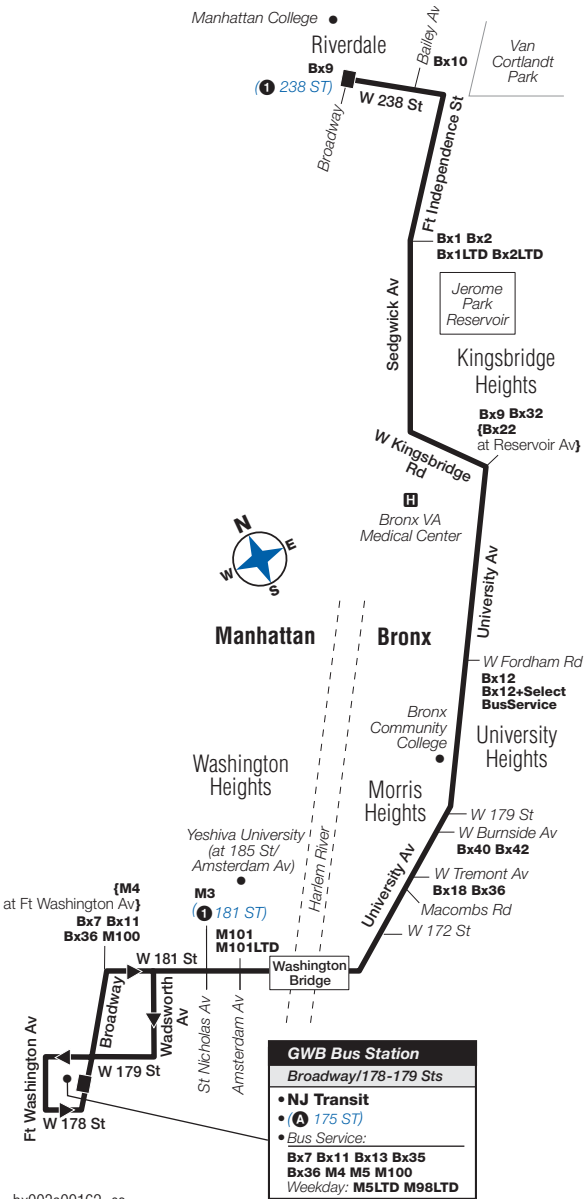 Manhattan College
Riverdale
Bailey Av
Bx10
Van
Cortlandt
Park
Bx9
(1 238 ST)
W 238 St
Broadway
Ft Independence St
Bx1 Bx2
Bx1LTD Bx2LTD
Sedgwick Av
Jerome
Park
Reservoir
Kingsbridge
Heights
Bx9 Bx32
{Bx22
at Reservoir Av}
W Kingsbridge
Rd
H
Bronx VA
Medical Center
N
E
W
S
University Av
Manhattan
Bronx
W Fordham Rd
Bx12
Bx12+Select
BusService
Bronx
Community
College
University
Heights
Washington
Heights
Morris
Heights
W 179 St
W Burnside Av
Bx40 Bx42
Yeshiva University
(at 185 St/
Amsterdam Av)
Harlem River
University Av
W Tremont Av
Bx18 Bx36
Macombs Rd
W 172 St
{M4
at Ft Washington Av}
Bx7 Bx11
Bx36 M100
M3
(1 181 ST)
M101
M101LTD
W 181 St
Washington
Bridge
Broadway
Wadsworth
Av
St Nicholas Av
Amsterdam Av
Ft Washington Av
W 179 St
W 178 St
GWB Bus Station
Broadway/178-179 Sts
• NJ Transit
• (A 175 ST)
• Bus Service:
Bx7 Bx11 Bx13 Bx35
Bx36 M4 M5 M100
Weekday: M5LTD M98LTD